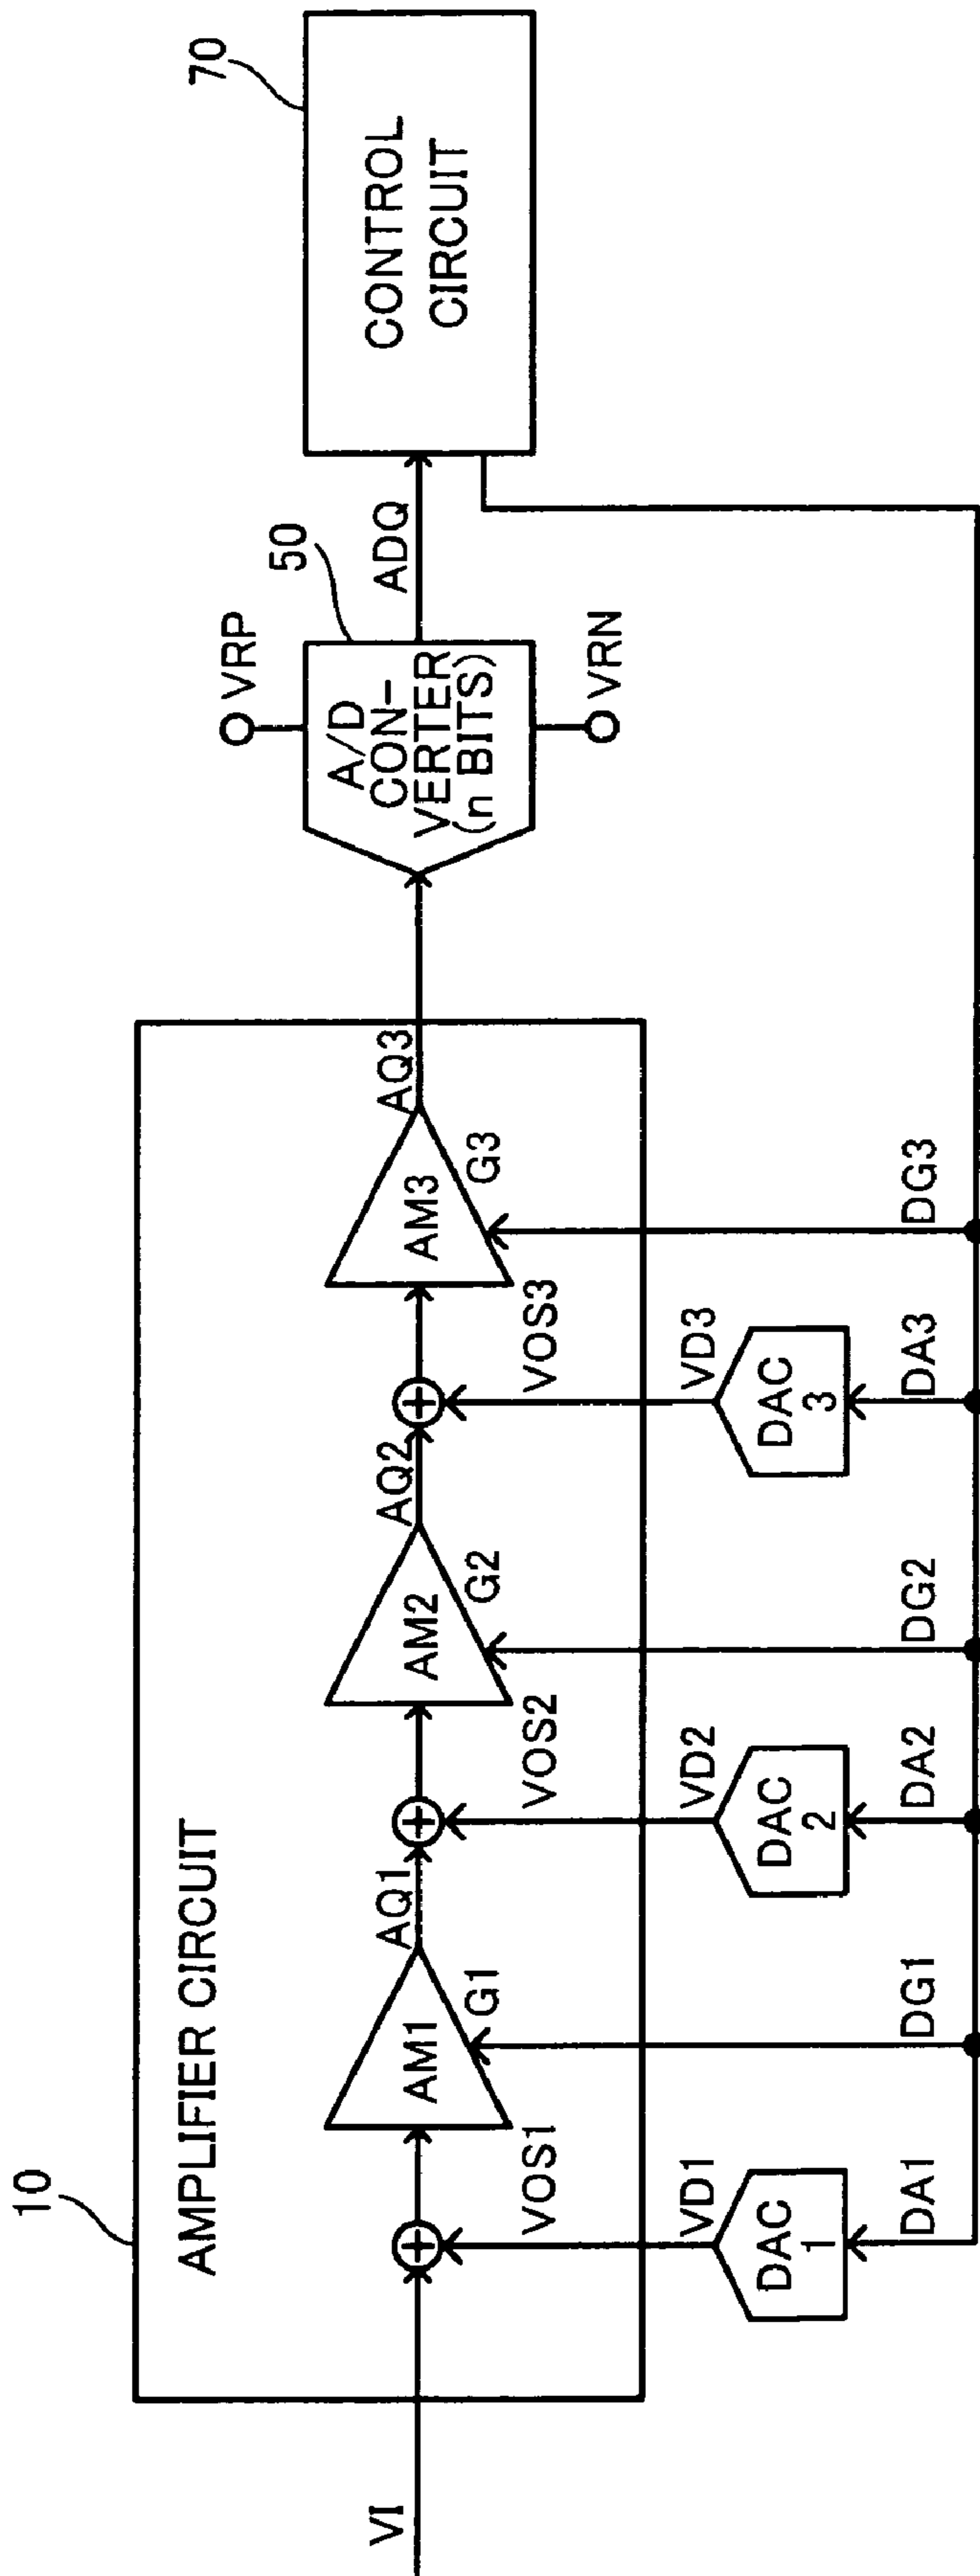 10
AMPLIFIER CIRCUIT
VI
AM1
G1
AQ1
AM2
G2
AQ2
AM3
G3
AQ3
VOS1
VOS2
VOS3
VRP
50
A/D
CON-
VERTER
(n BITS)
VRN
ADQ
70
CONTROL
CIRCUIT
VD1
DAC
1
DA1
DG1
VD2
DAC
2
DA2
DG2
VD3
DAC
3
DA3
DG3